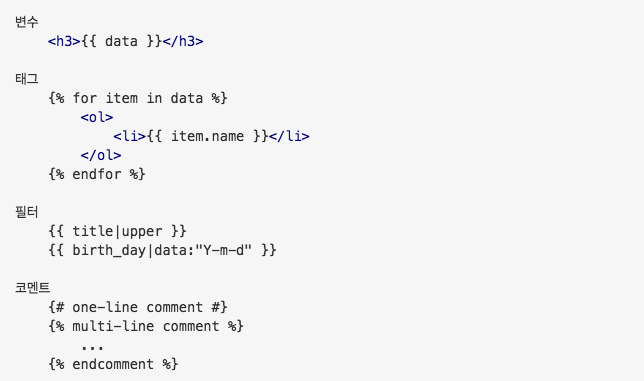 변수
    <h3>{{ data }}</h3>
태그
    {% for item in data %}
        <ol>
            <li>{{ item.name }}</li>
        </ol>
    {% endfor %}
필터
    {{ title|upper }}
    {{ birth_day|data:"Y-m-d" }}
코멘트
    {# one-line comment #}
    {% multi-line comment %}
        ...
    {% endcomment %}